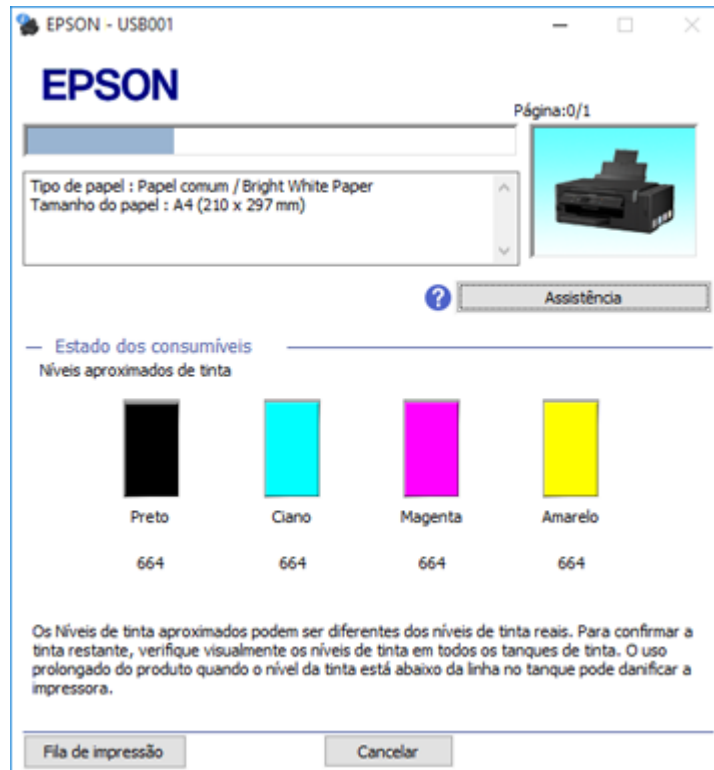 EPSON - USB001
EPSON
Página:0/1
Tipo de papel : Papel comum / Bright White Paper
Tamanho do papel : A4 (210 x 297 mm)
? Assistência
Estado dos consumíveis
Níveis aproximados de tinta
Preto Ciano Magenta Amarelo
664 664 664 664
Os Níveis de tinta aproximados podem ser diferentes dos níveis de tinta reais. Para confirmar a
tinta restante, verifique visualmente os níveis de tinta em todos os tanques de tinta. O uso
prolongado do produto quando o nível da tinta está abaixo da linha no tanque pode danificar a
impressora.
Fila de impressão Cancelar